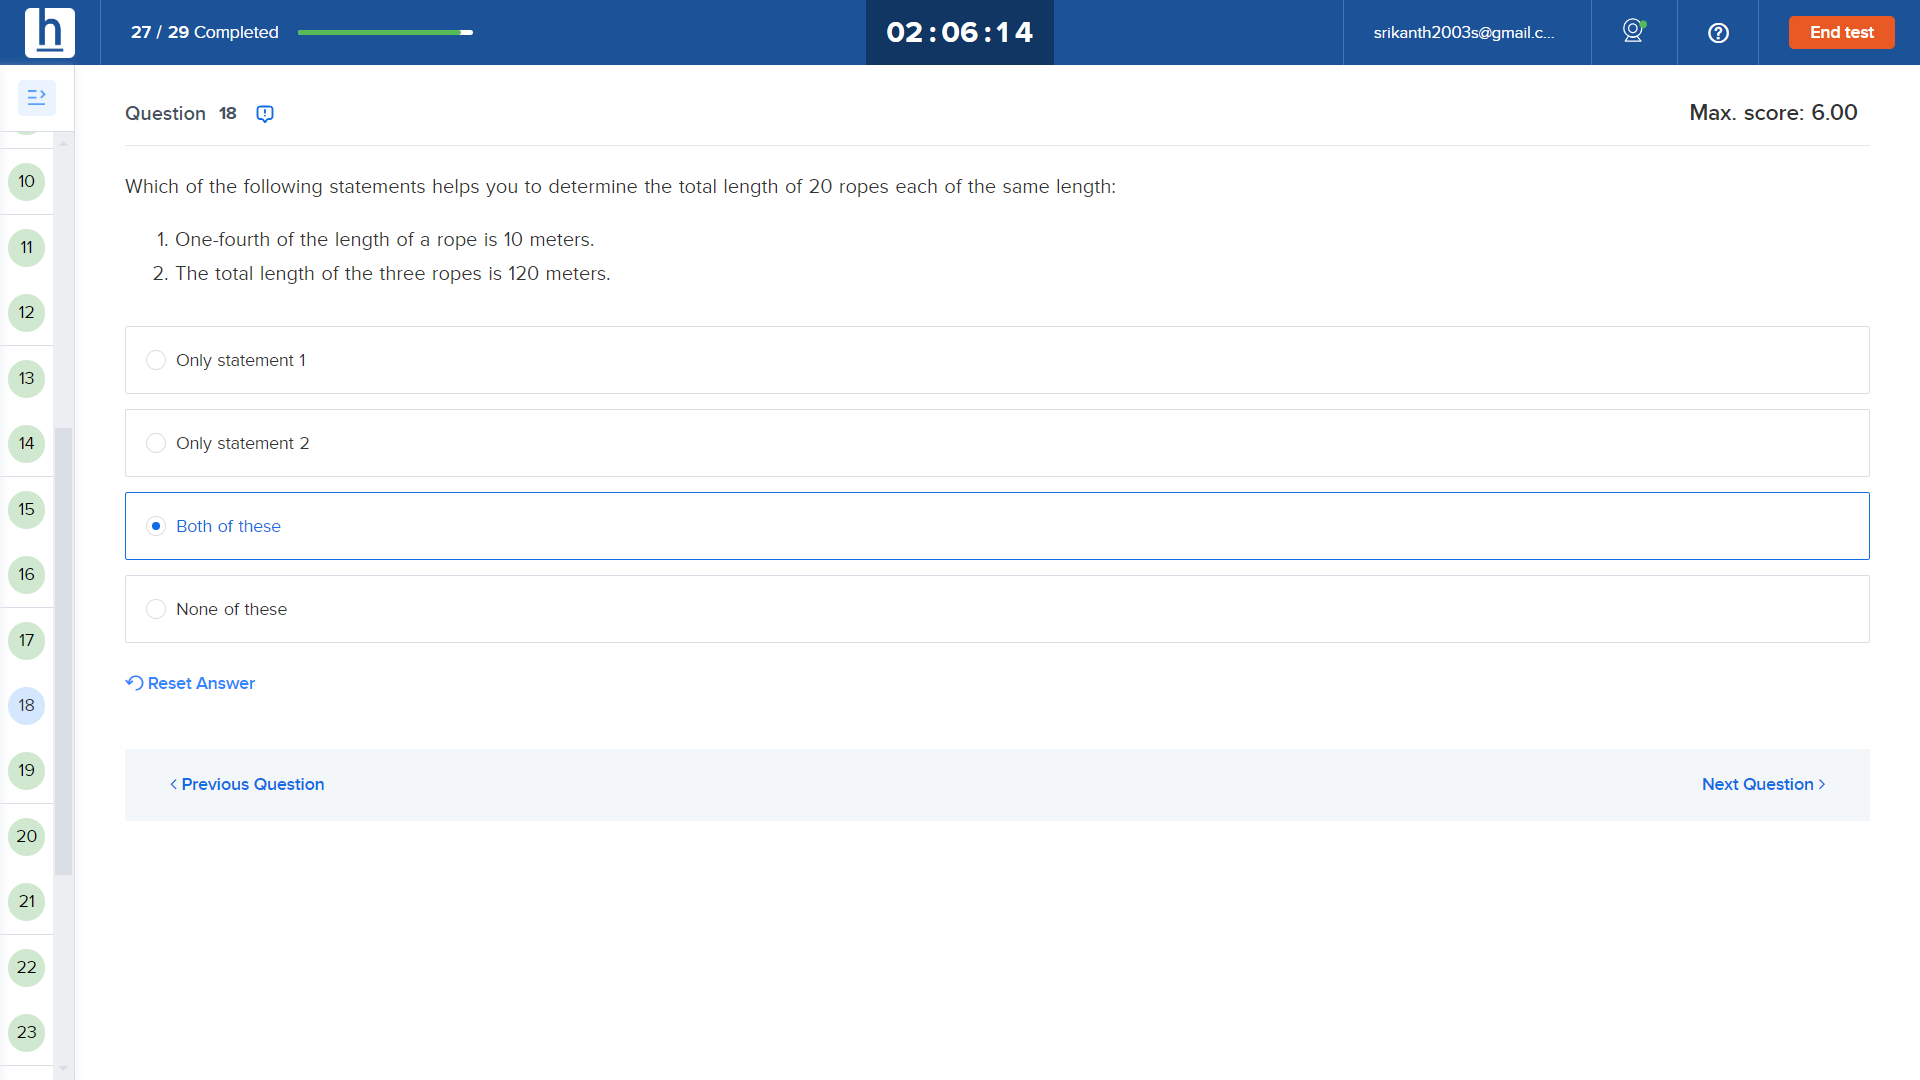 h
27 / 29 Completed
02:06:14
srikanth2003s@gmail.c...
End test
Question 18
Max. score: 6.00
Which of the following statements helps you to determine the total length of 20 ropes each of the same length:
1. One-fourth of the length of a rope is 10 meters.
2. The total length of the three ropes is 120 meters.
Only statement 1
Only statement 2
Both of these
None of these
Reset Answer
< Previous Question
Next Question >
10
11
12
13
14
15
16
17
18
19
20
21
22
23